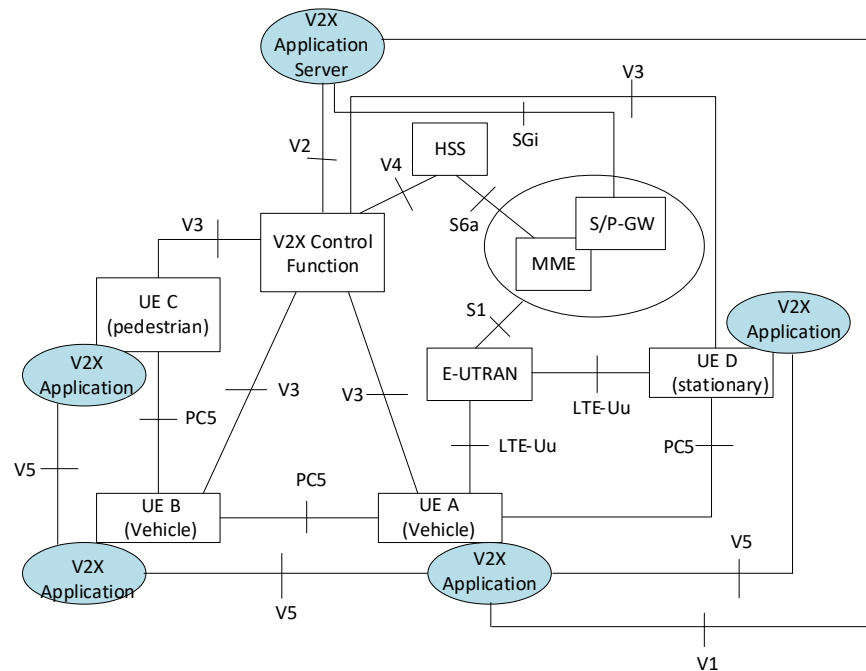 V2X
Application
Server
V3
SGi
V2
HSS
V4
V3
S6a
S/P-GW
V2X Control
Function
MME
UE C
(pedestrian)
S1
V2X
Application
V2X
Application
E-UTRAN
UE D
(stationary)
V3
V3
LTE-Uu
PC5
LTE-Uu
PC5
V5
PC5
UE B
(Vehicle)
UE A
(Vehicle)
V2X
Application
V2X
Application
V5
V5
V1